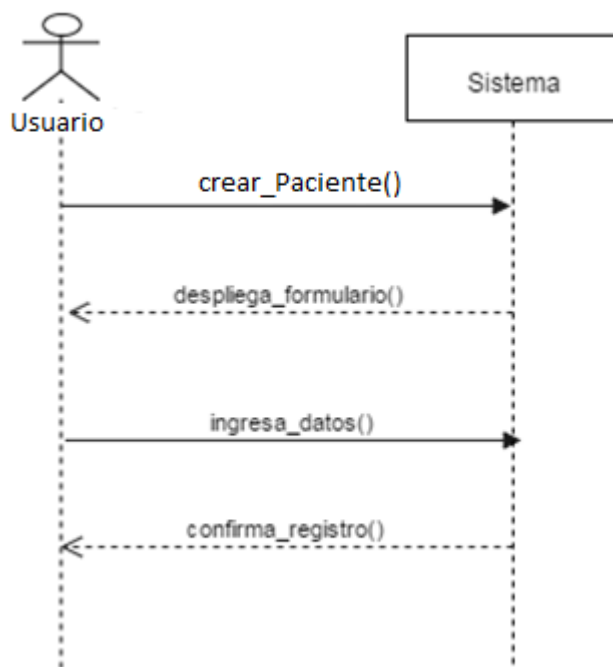 Sistema
Usuario
crear_Paciente()
despliega_formulario()
ingresa_datos()
confirma_registro()